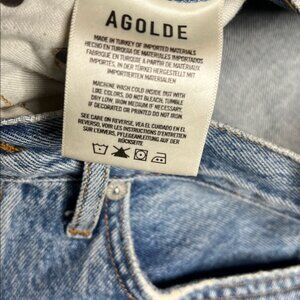 AGOLDE
MADE IN TURKEY OF IMPORTED MATERIALS
HECHO EN TURQUIA DE MATERIALES IMPORTADOS
FABRIQUE EN TURQUIE A PARTIR DE MATIÈRES
IMPORTÉES, IN DER TÜRKEI HERGESTELLT MIT
IMPORTIERTEN MATERIALIEN
MACHINE WASH COLD INSIDE OUT WITH
LIKE COLORS, DO NOT BLEACH, TUMBLE
DRY LOW, IRON MEDIUM IF NECESSARY
IF DECORATED OR PRINTED DO NOT IRON
SEE CARE ON REVERSE, VEA EL CUIDADO EN EL
REVERSO, VOIR LES INSTRUCTIONS D'ENTRETIEN
SUR L'ENVERS, PFLEGEANLEITUNG AUF DER
RÜCKSEITE